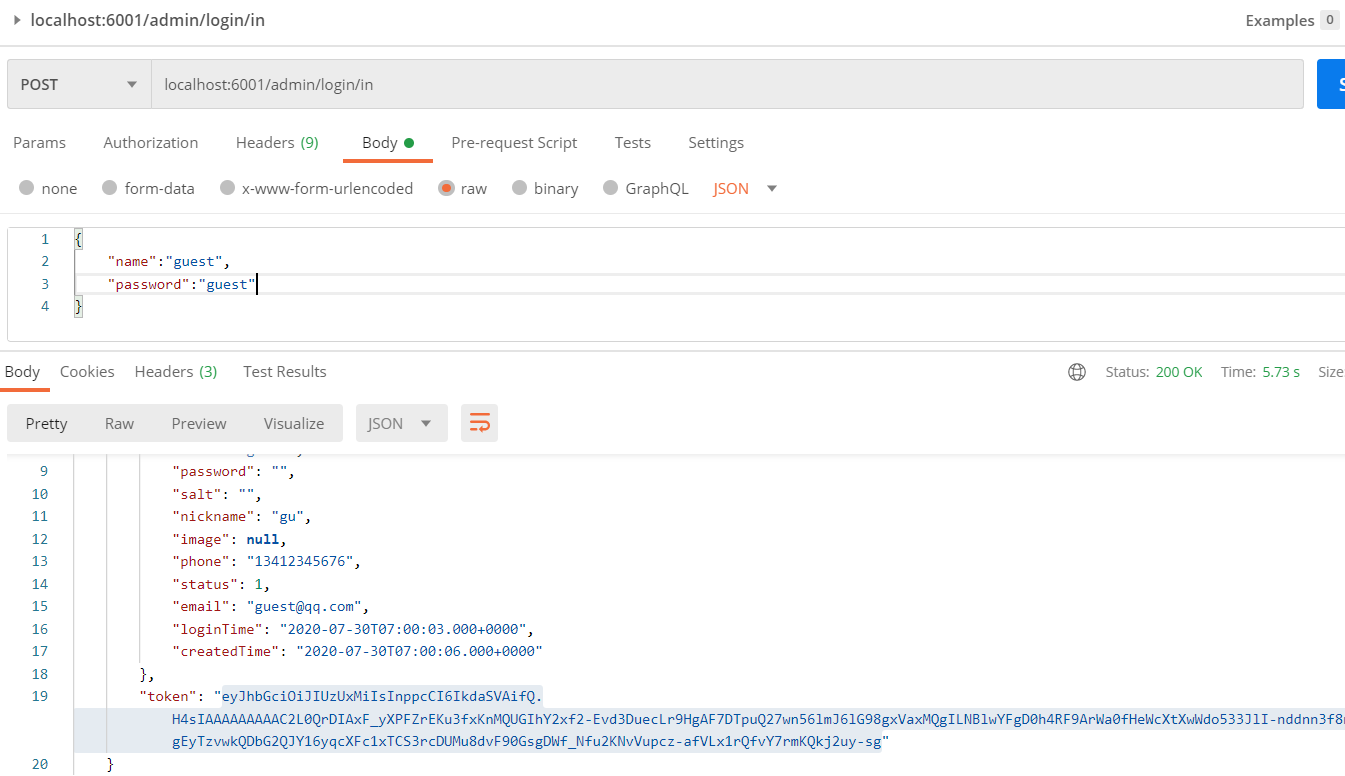 localhost:6001/admin/login/in
Examples 0
POST localhost:6001/admin/login/in
Params Authorization Headers (9) Body Pre-request Script Tests Settings
none form-data x-www-form-urlencoded raw binary GraphQL JSON
1 {
2 "name":"guest",
3 "password":"guest"
4 }
Body Cookies Headers (3) Test Results Status: 200 OK Time: 5.73 s Size:
Pretty Raw Preview Visualize JSON
9 "password": "",
10 "salt": "",
11 "nickname": "gu",
12 "image": null,
13 "phone": "13412345676",
14 "status": 1,
15 "email": "guest@qq.com",
16 "loginTime": "2020-07-30T07:00:03.000+0000",
17 "createdTime": "2020-07-30T07:00:06.000+0000"
18 },
19 "token": "eyJhbGciOiJIUzUxMiIsInppcCI6IkdaSVAifQ.
H4sIAAAAAAAAAC2L0QrDIAxF_yXPFZrEKu3fxKnMQUGIhY2xf2-Evd3DuecLr9HgAF7DTpuQ27wn56lmJ6lG98gxVaxMQgILNBlwYFgD0h4RF9ArWa0fHeWcXtXwWdo533JlI-nddnn3f8
gEyTzvwkQDbG2QJY16yqcXFc1xTCS3rcDUMu8dvF90GsgDWf_Nfu2KNvVupcz-afVLx1rQfvY7rmKQkj2uy-sg"
20 }